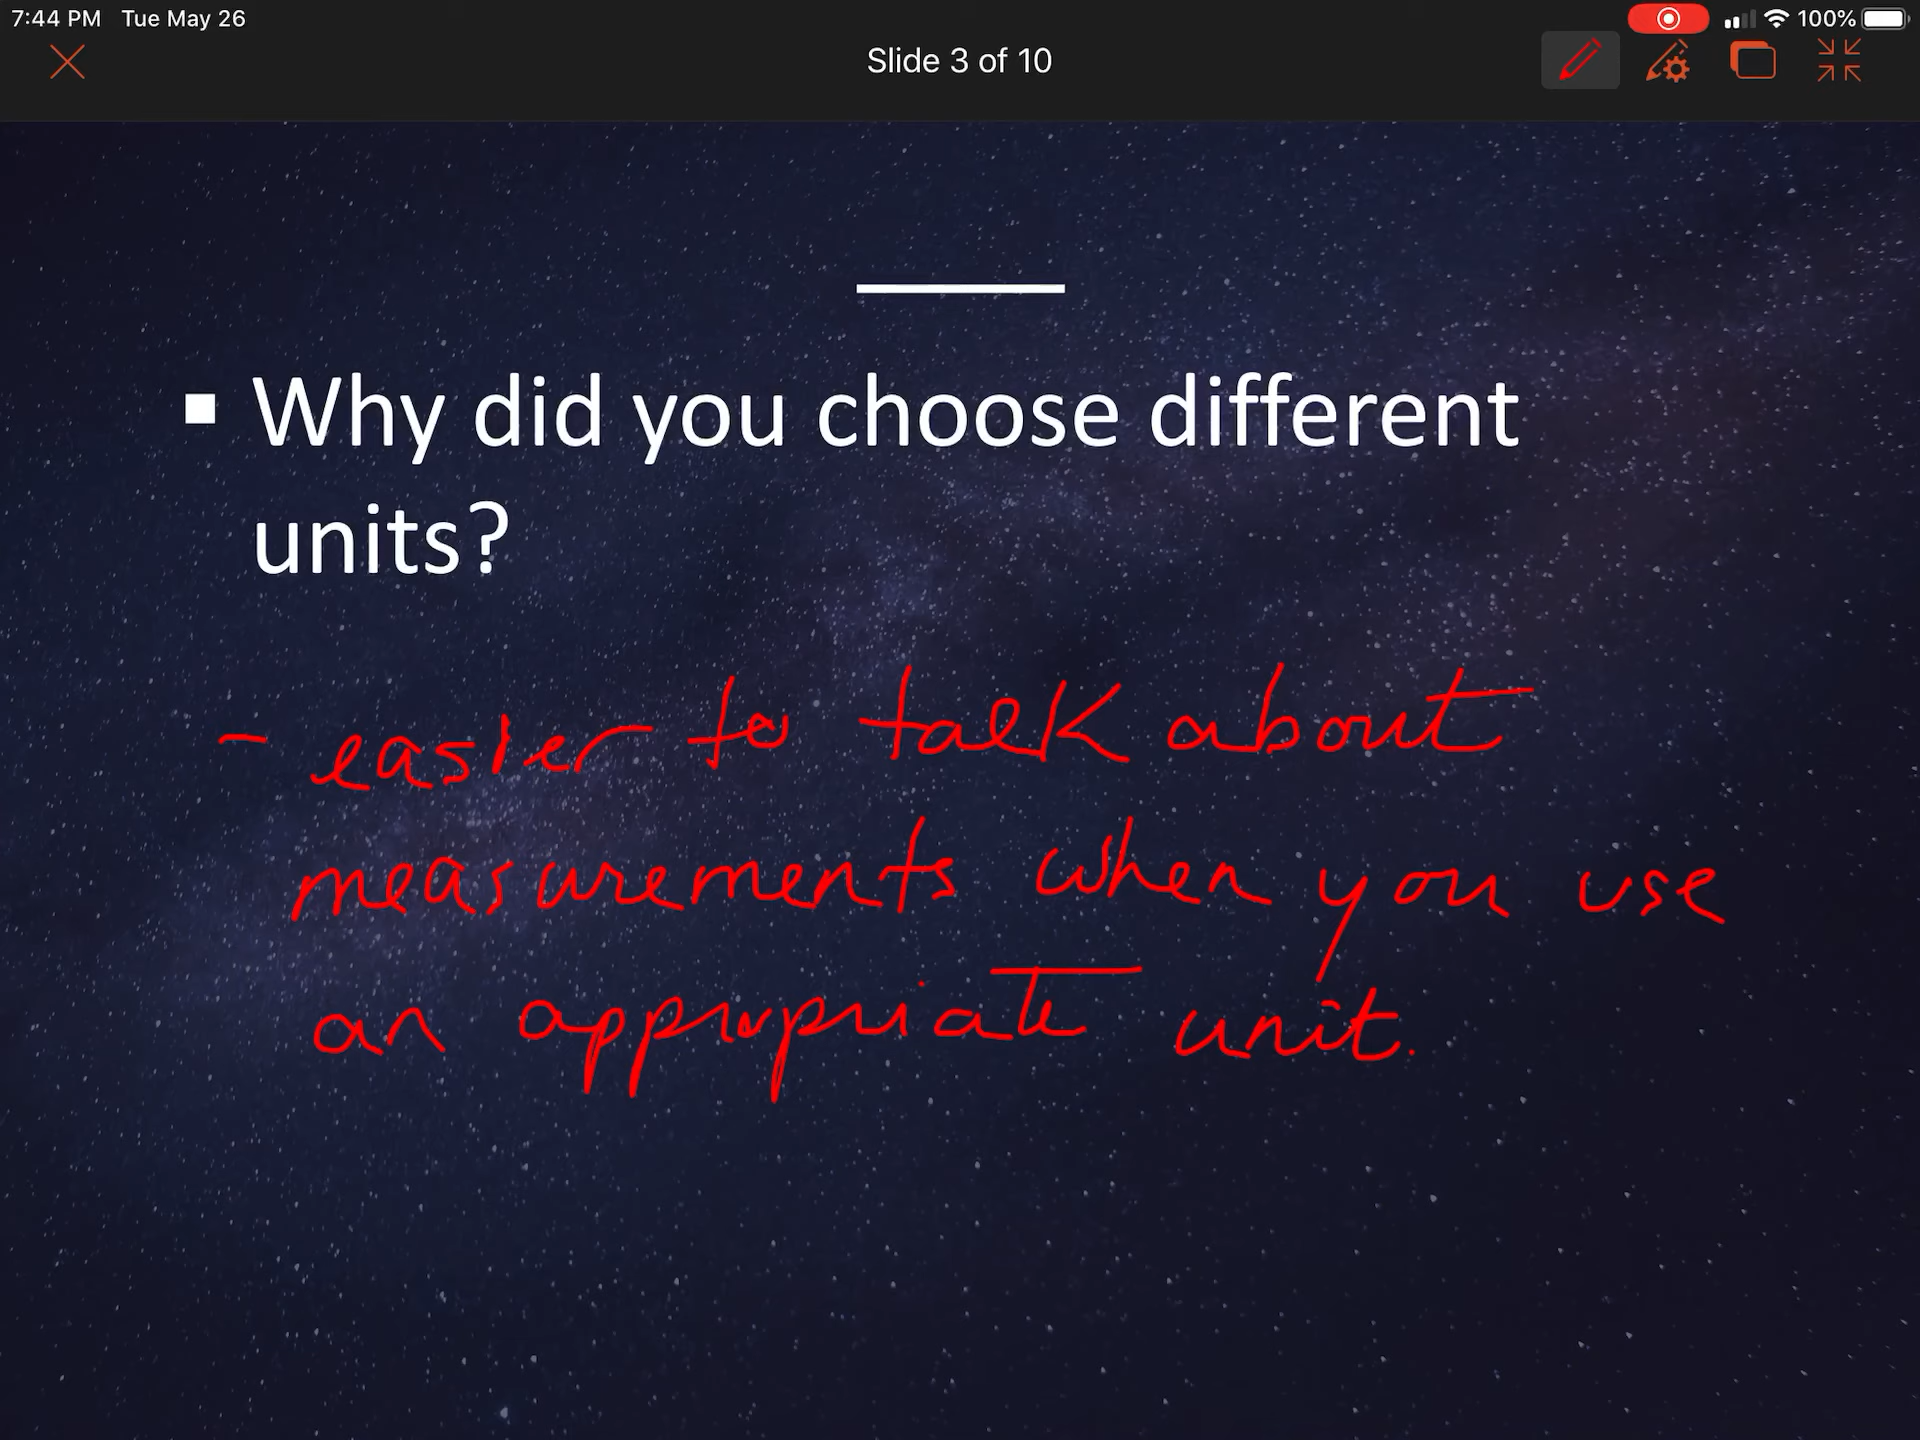 7:44 PM Tue May 26
100%
Slide 3 of 10
▪ Why did you choose different
units?
- easier to talk about
measurements when you use
an appropriate unit.